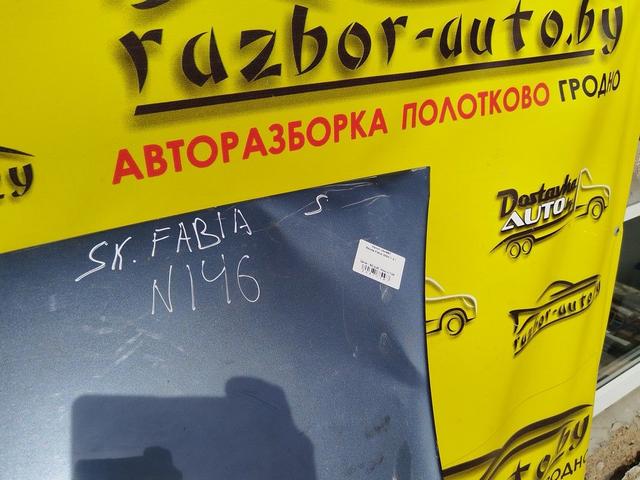 razbor-auto.by
АВТОРАЗБОРКА ПОЛОТКОВО ГРОДНО
Dostavka
AUTO
SK. FABIA S
N146
razbor-auto.by